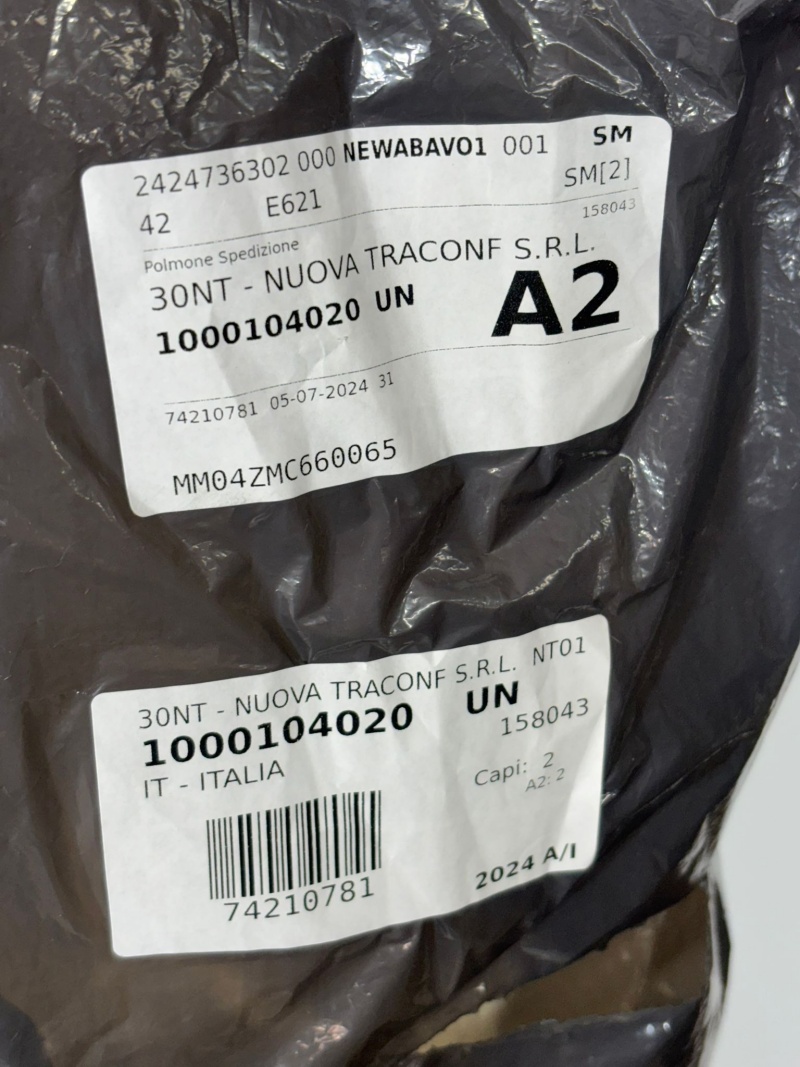 2424736302 000 NEWABAVO1 001 SM
42 E621 SM[2]
158043
Polmone Spedizione
30NT - NUOVA TRACONF S.R.L.
1000104020 UN A2
74210781 05-07-2024 31
MM04ZMC660065
30NT - NUOVA TRACONF S.R.L. NT01
1000104020 UN
158043
IT - ITALIA
Capi: 2
A2: 2
74210781
2024 A/I